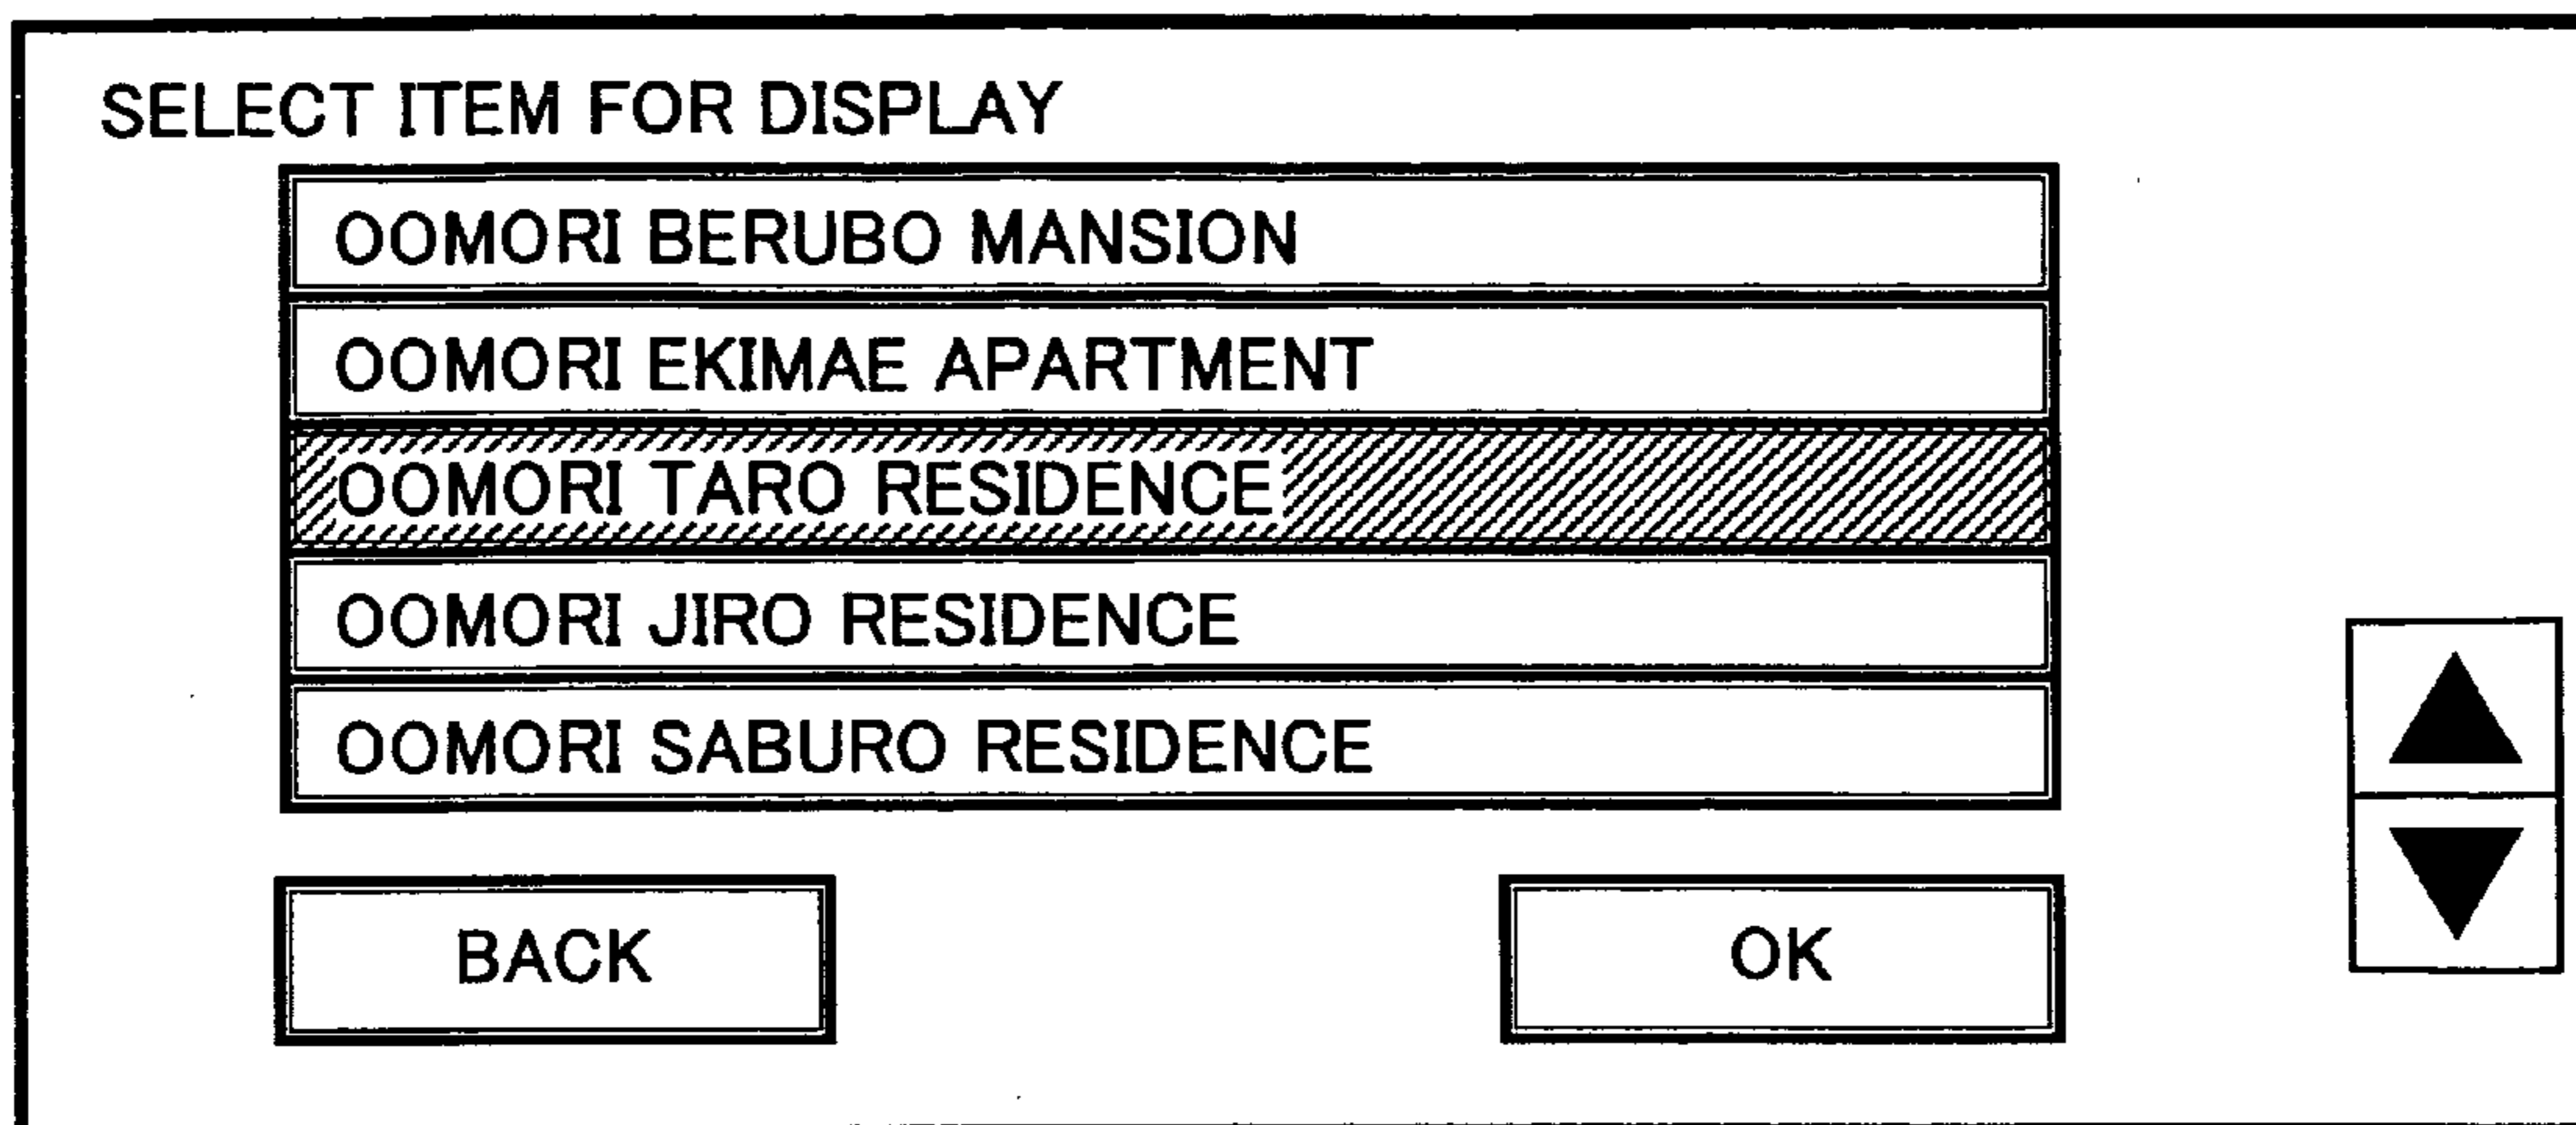 SELECT ITEM FOR DISPLAY
OOMORI BERUBO MANSION
OOMORI EKIMAE APARTMENT
OOMORI TARO RESIDENCE
OOMORI JIRO RESIDENCE
OOMORI SABURO RESIDENCE
BACK
OK